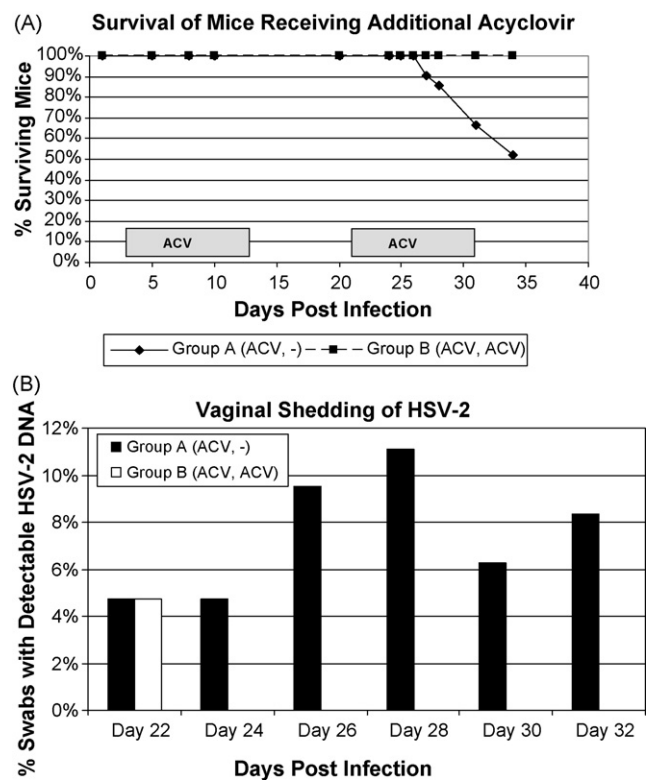 (A)
Survival of Mice Receiving Additional Acyclovir
% Surviving Mice
100%
90%
80%
70%
60%
50%
40%
30%
20%
10%
0%
ACV
ACV
0 5 10 15 20 25 30 35 40
Days Post Infection
Group A (ACV, -) Group B (ACV, ACV)
(B)
Vaginal Shedding of HSV-2
% Swabs with Detectable HSV-2 DNA
12%
10%
8%
6%
4%
2%
0%
Group A (ACV, -)
Group B (ACV, ACV)
Day 22 Day 24 Day 26 Day 28 Day 30 Day 32
Days Post Infection